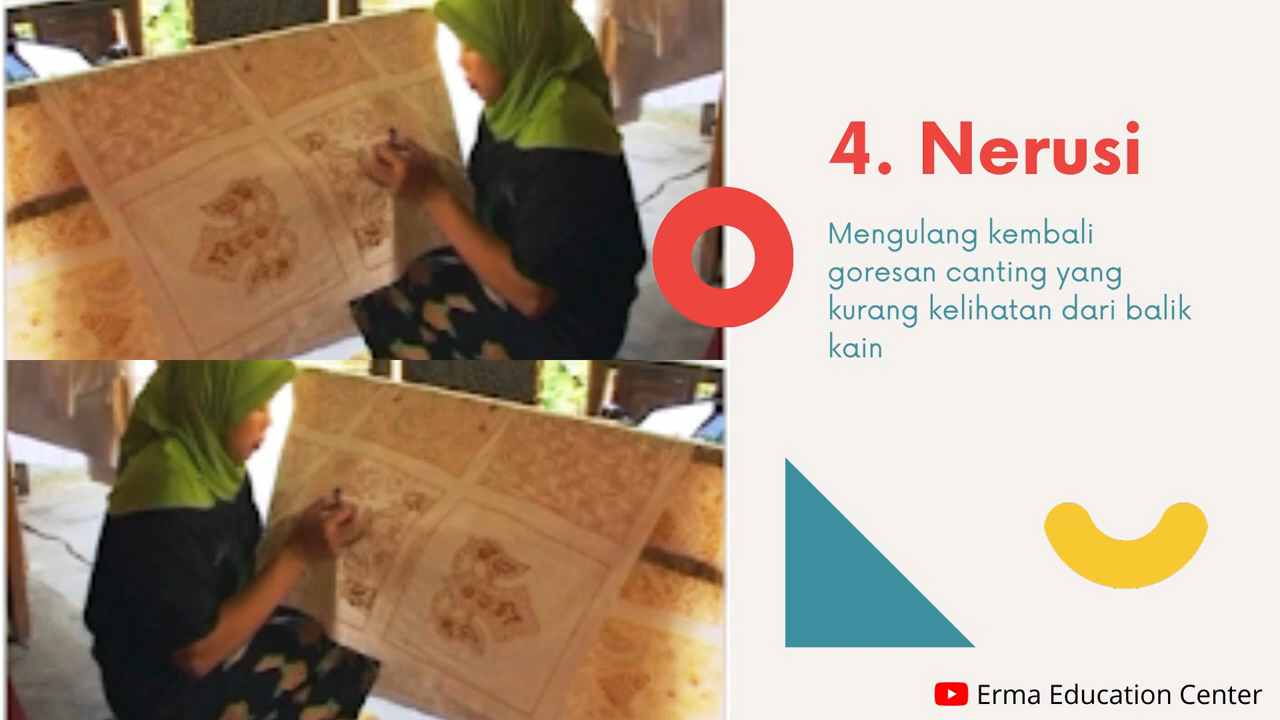 4. Nerusi
Mengulang kembali
goresan canting yang
kurang kelihatan dari balik
kain
Erma Education Center